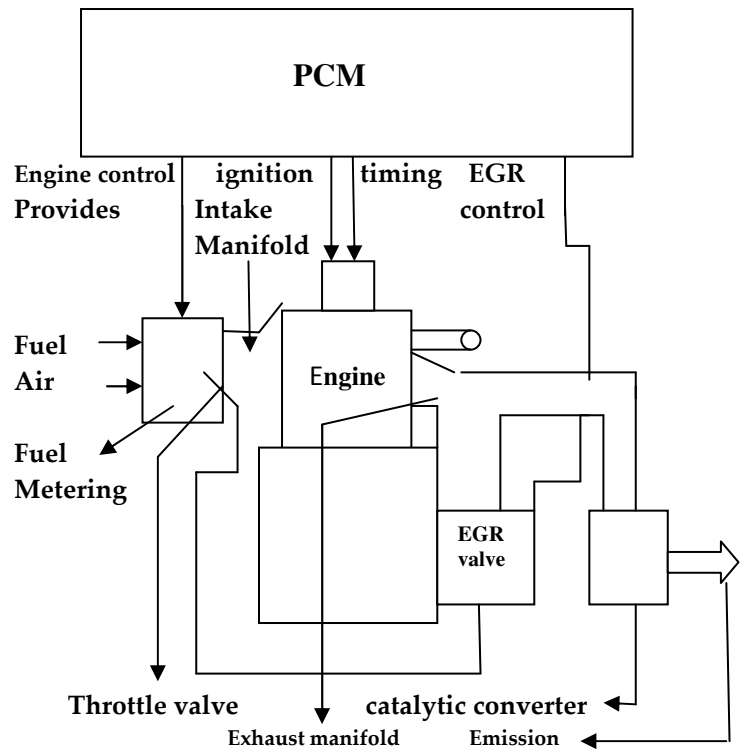 PCM
Engine control ignition timing EGR
Provides Intake control
Manifold
Fuel
Air
Engine
Fuel
Metering
EGR
valve
Throttle valve catalytic converter
Exhaust manifold Emission